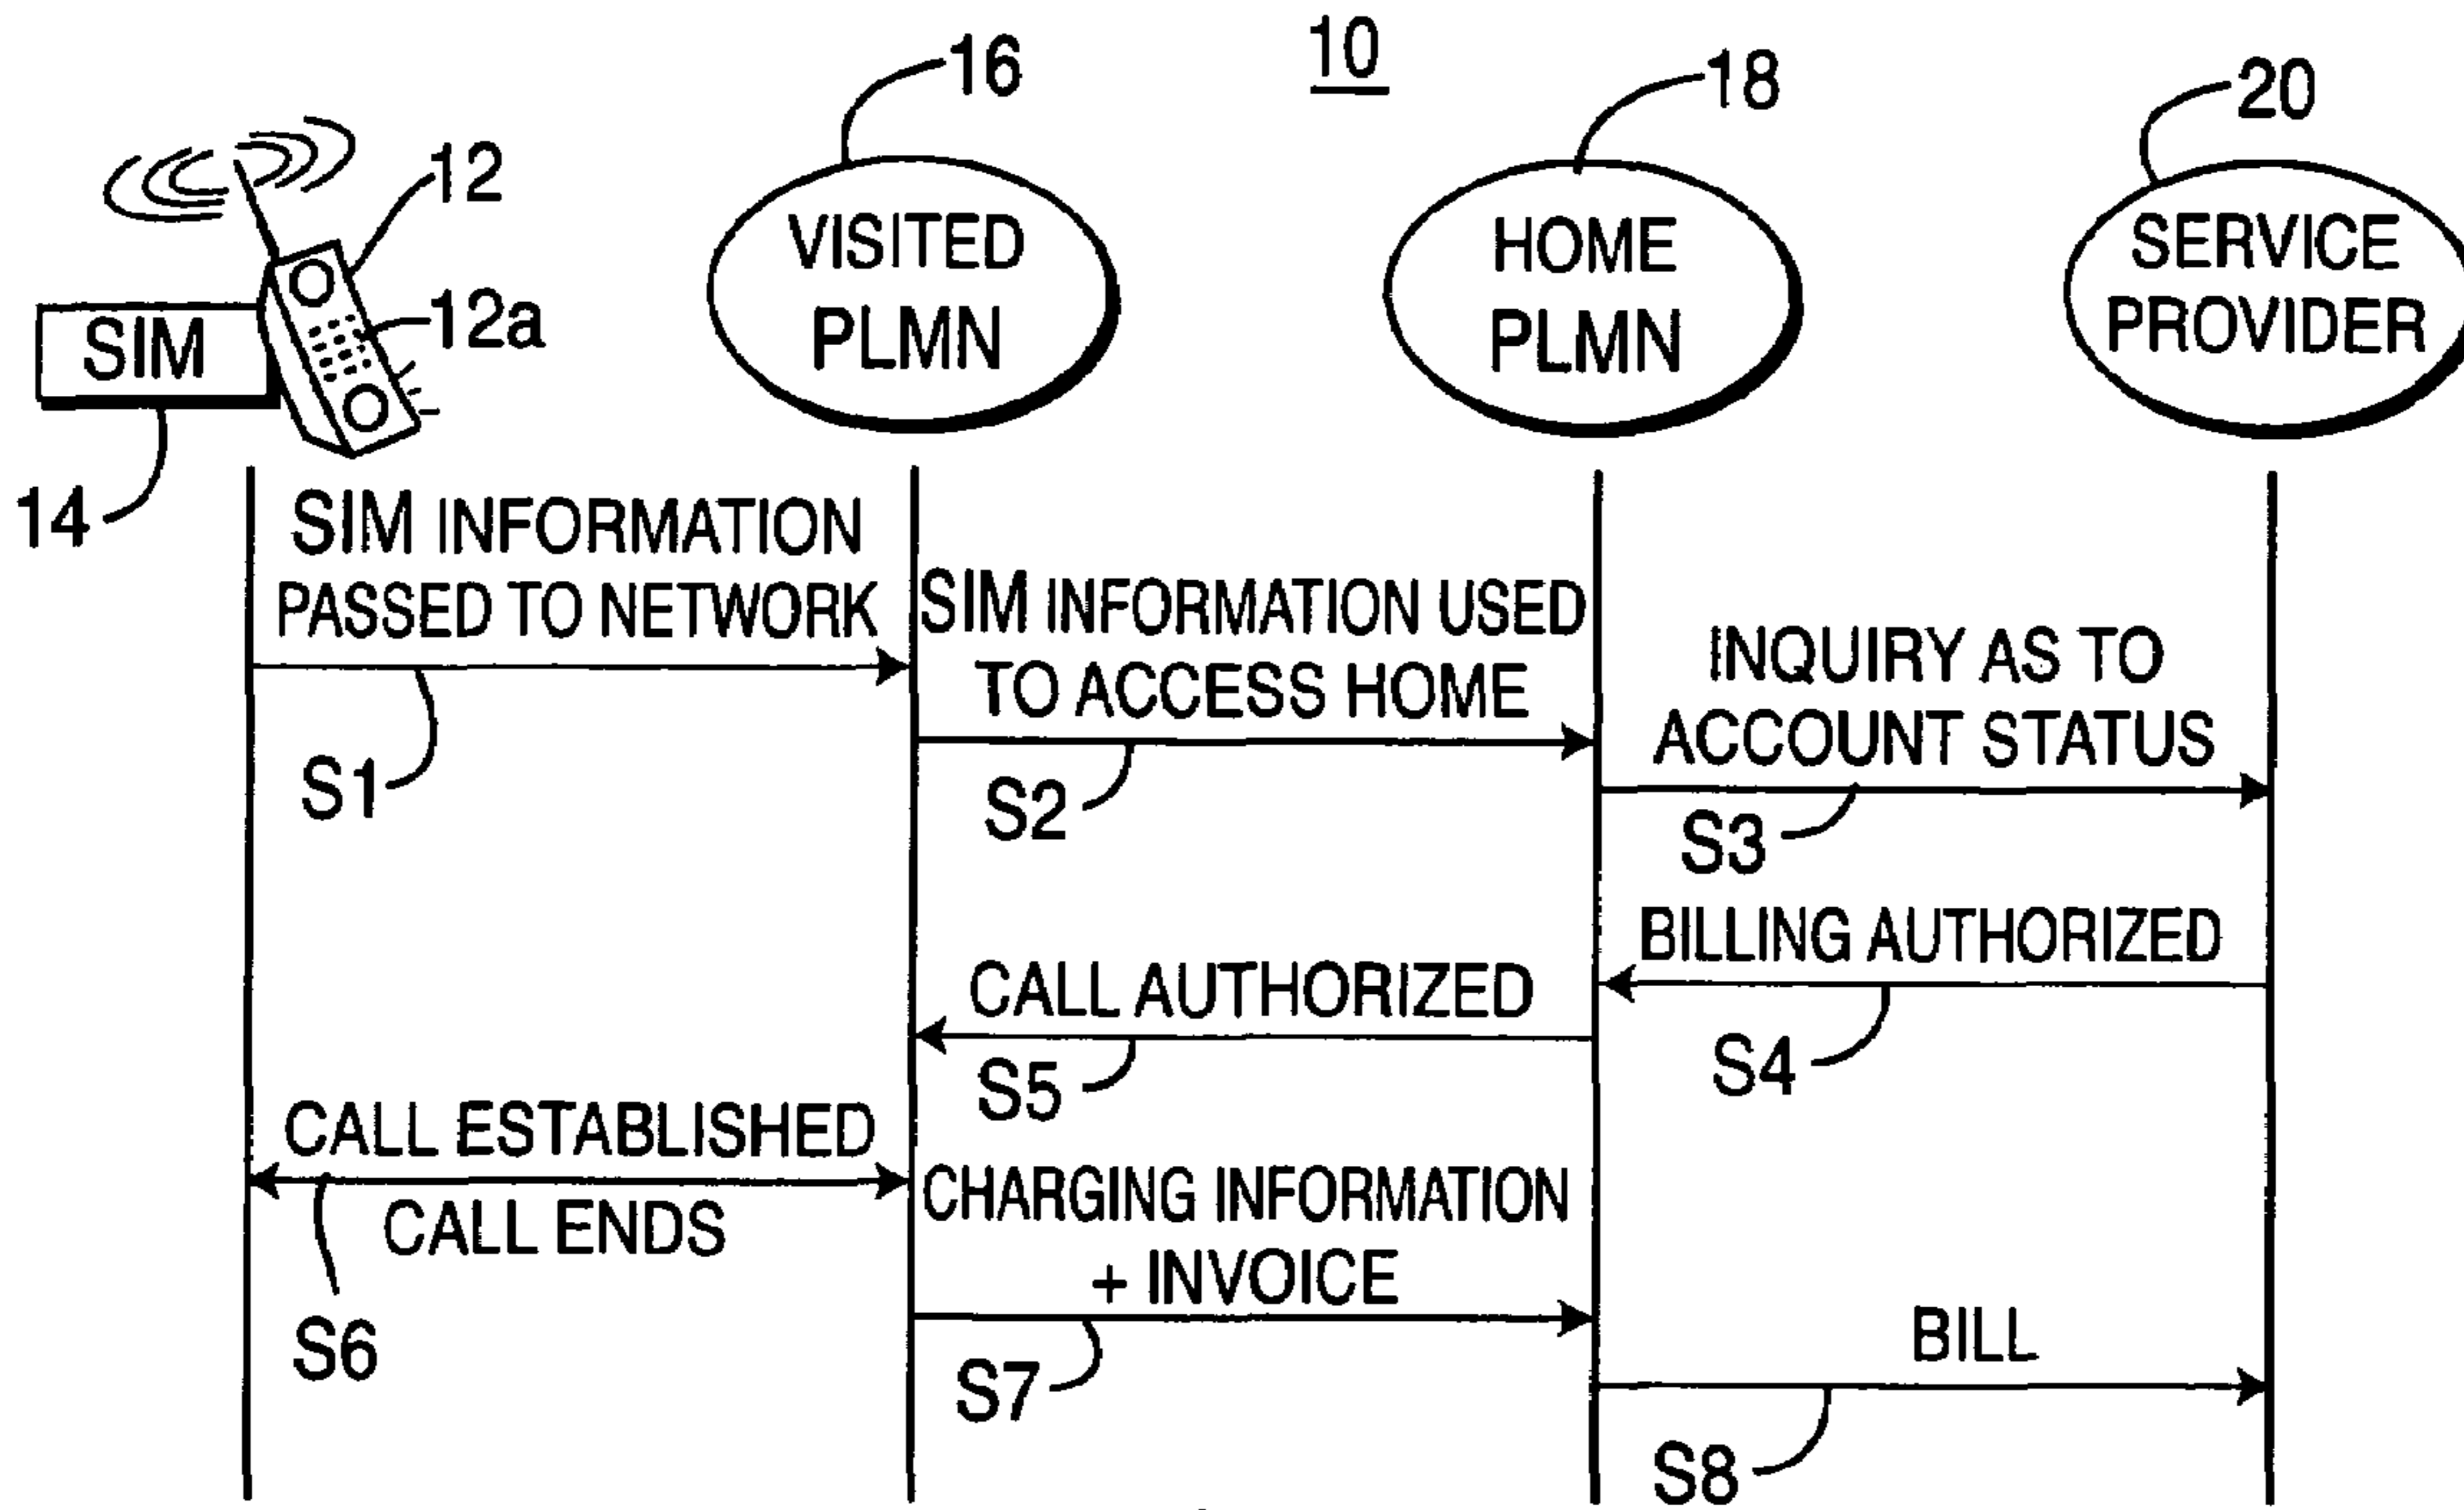 10
16
18
20
12
12a
VISITED
PLMN
HOME
PLMN
SERVICE
PROVIDER
SIM
14
SIM INFORMATION
PASSED TO NETWORK
S1
SIM INFORMATION USED
TO ACCESS HOME
S2
INQUIRY AS TO
ACCOUNT STATUS
S3
BILLING AUTHORIZED
S4
CALL AUTHORIZED
S5
CALL ESTABLISHED
CALL ENDS
S6
CHARGING INFORMATION
+ INVOICE
S7
BILL
S8